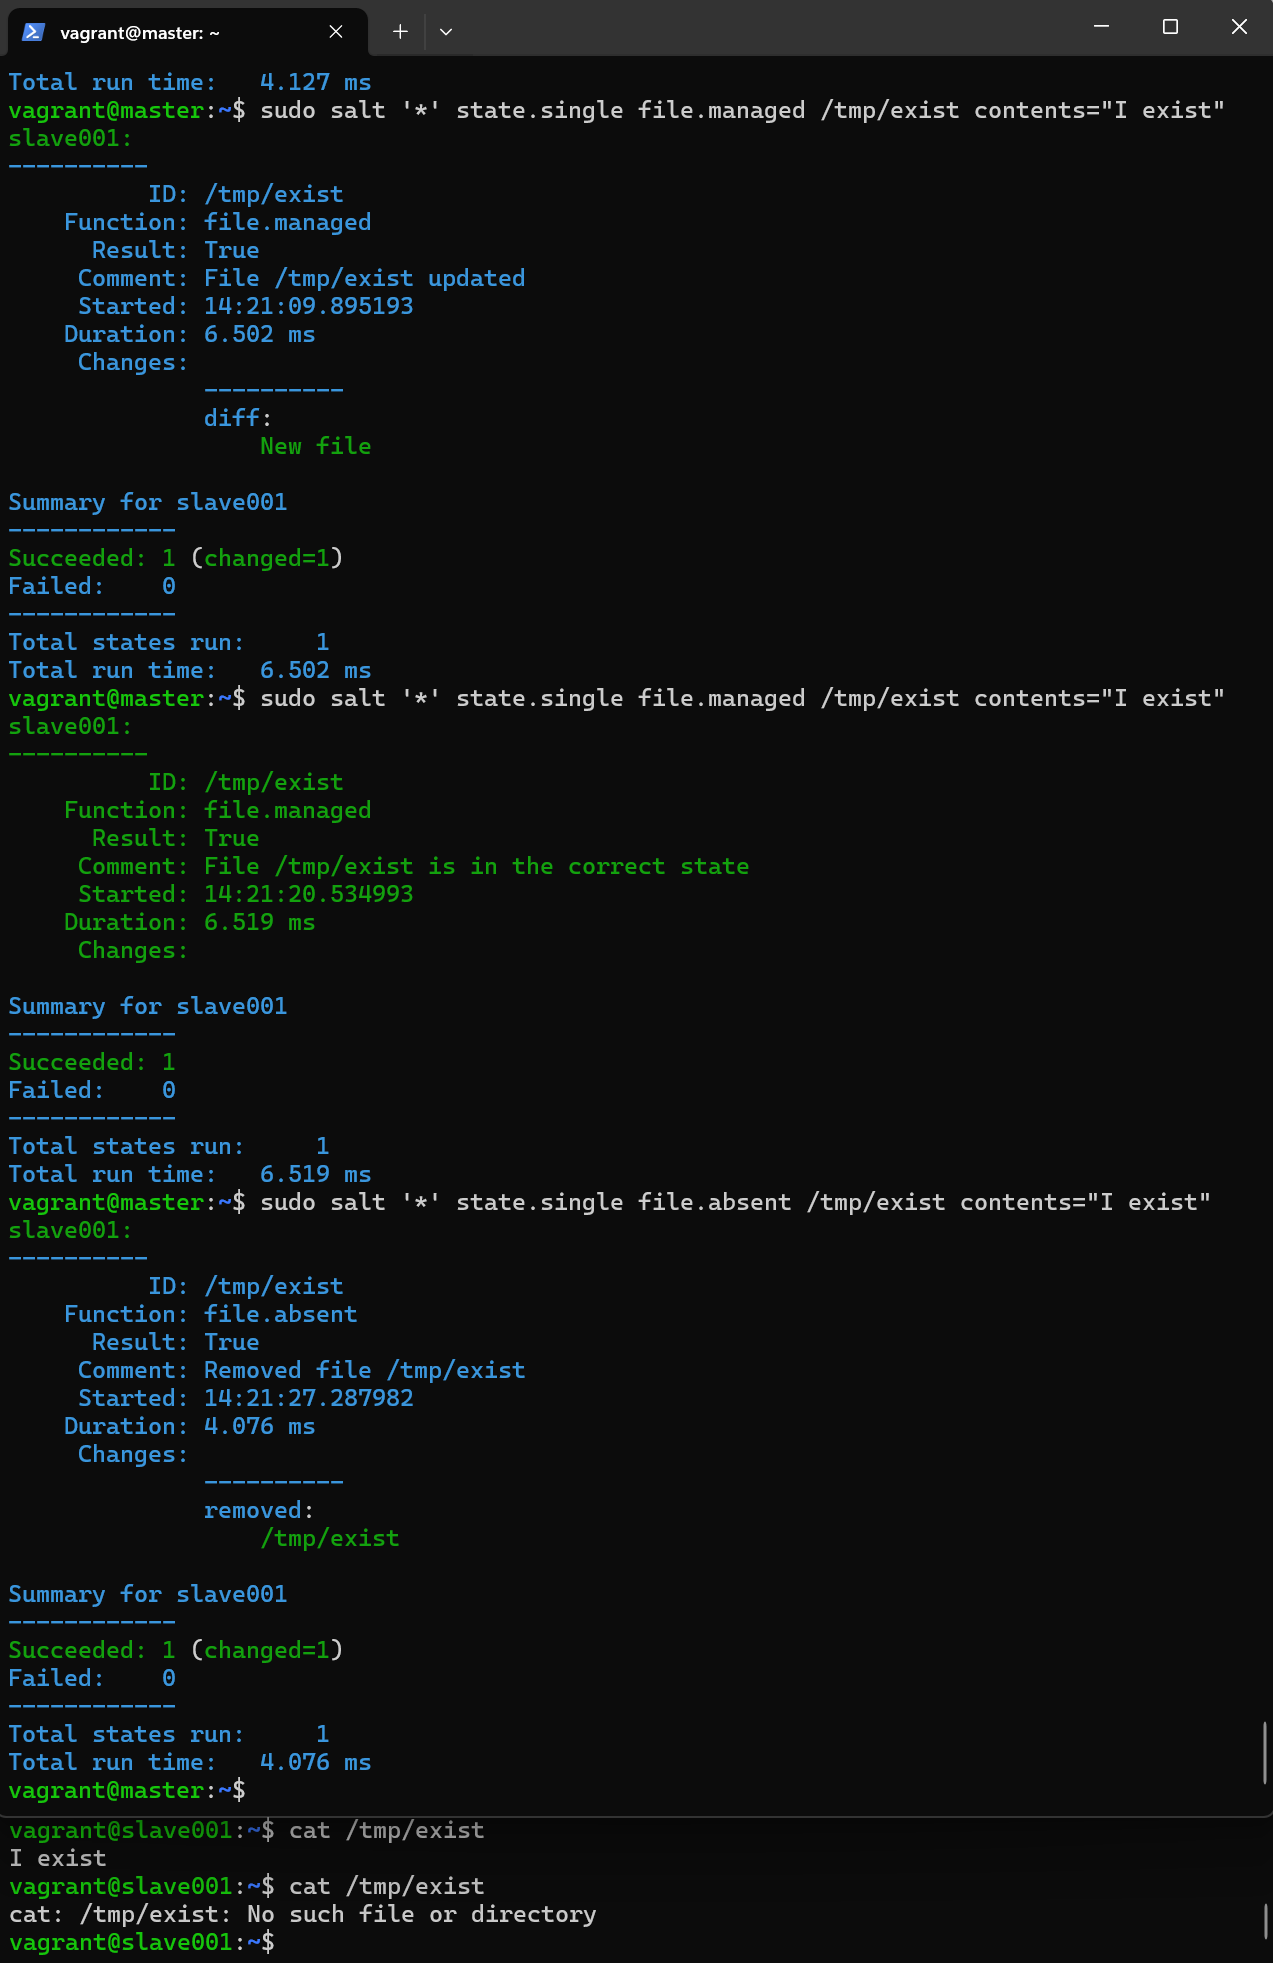 vagrant@master: ~
Total run time:   4.127 ms
vagrant@master:~$ sudo salt '*' state.single file.managed /tmp/exist contents="I exist"
slave001:
----------
          ID: /tmp/exist
    Function: file.managed
      Result: True
     Comment: File /tmp/exist updated
     Started: 14:21:09.895193
    Duration: 6.502 ms
     Changes:
              ----------
              diff:
                  New file

Summary for slave001
------------
Succeeded: 1 (changed=1)
Failed:    0
------------
Total states run:     1
Total run time:   6.502 ms
vagrant@master:~$ sudo salt '*' state.single file.managed /tmp/exist contents="I exist"
slave001:
----------
          ID: /tmp/exist
    Function: file.managed
      Result: True
     Comment: File /tmp/exist is in the correct state
     Started: 14:21:20.534993
    Duration: 6.519 ms
     Changes:

Summary for slave001
------------
Succeeded: 1
Failed:    0
------------
Total states run:     1
Total run time:   6.519 ms
vagrant@master:~$ sudo salt '*' state.single file.absent /tmp/exist contents="I exist"
slave001:
----------
          ID: /tmp/exist
    Function: file.absent
      Result: True
     Comment: Removed file /tmp/exist
     Started: 14:21:27.287982
    Duration: 4.076 ms
     Changes:
              ----------
              removed:
                  /tmp/exist

Summary for slave001
------------
Succeeded: 1 (changed=1)
Failed:    0
------------
Total states run:     1
Total run time:   4.076 ms
vagrant@master:~$
vagrant@slave001:~$ cat /tmp/exist
I exist
vagrant@slave001:~$ cat /tmp/exist
cat: /tmp/exist: No such file or directory
vagrant@slave001:~$